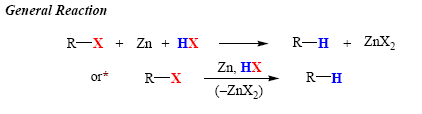 General Reaction
R—X + Zn + HX ⟶ R—H + ZnX₂
or* R—X Zn, HX (–ZnX₂) R—H